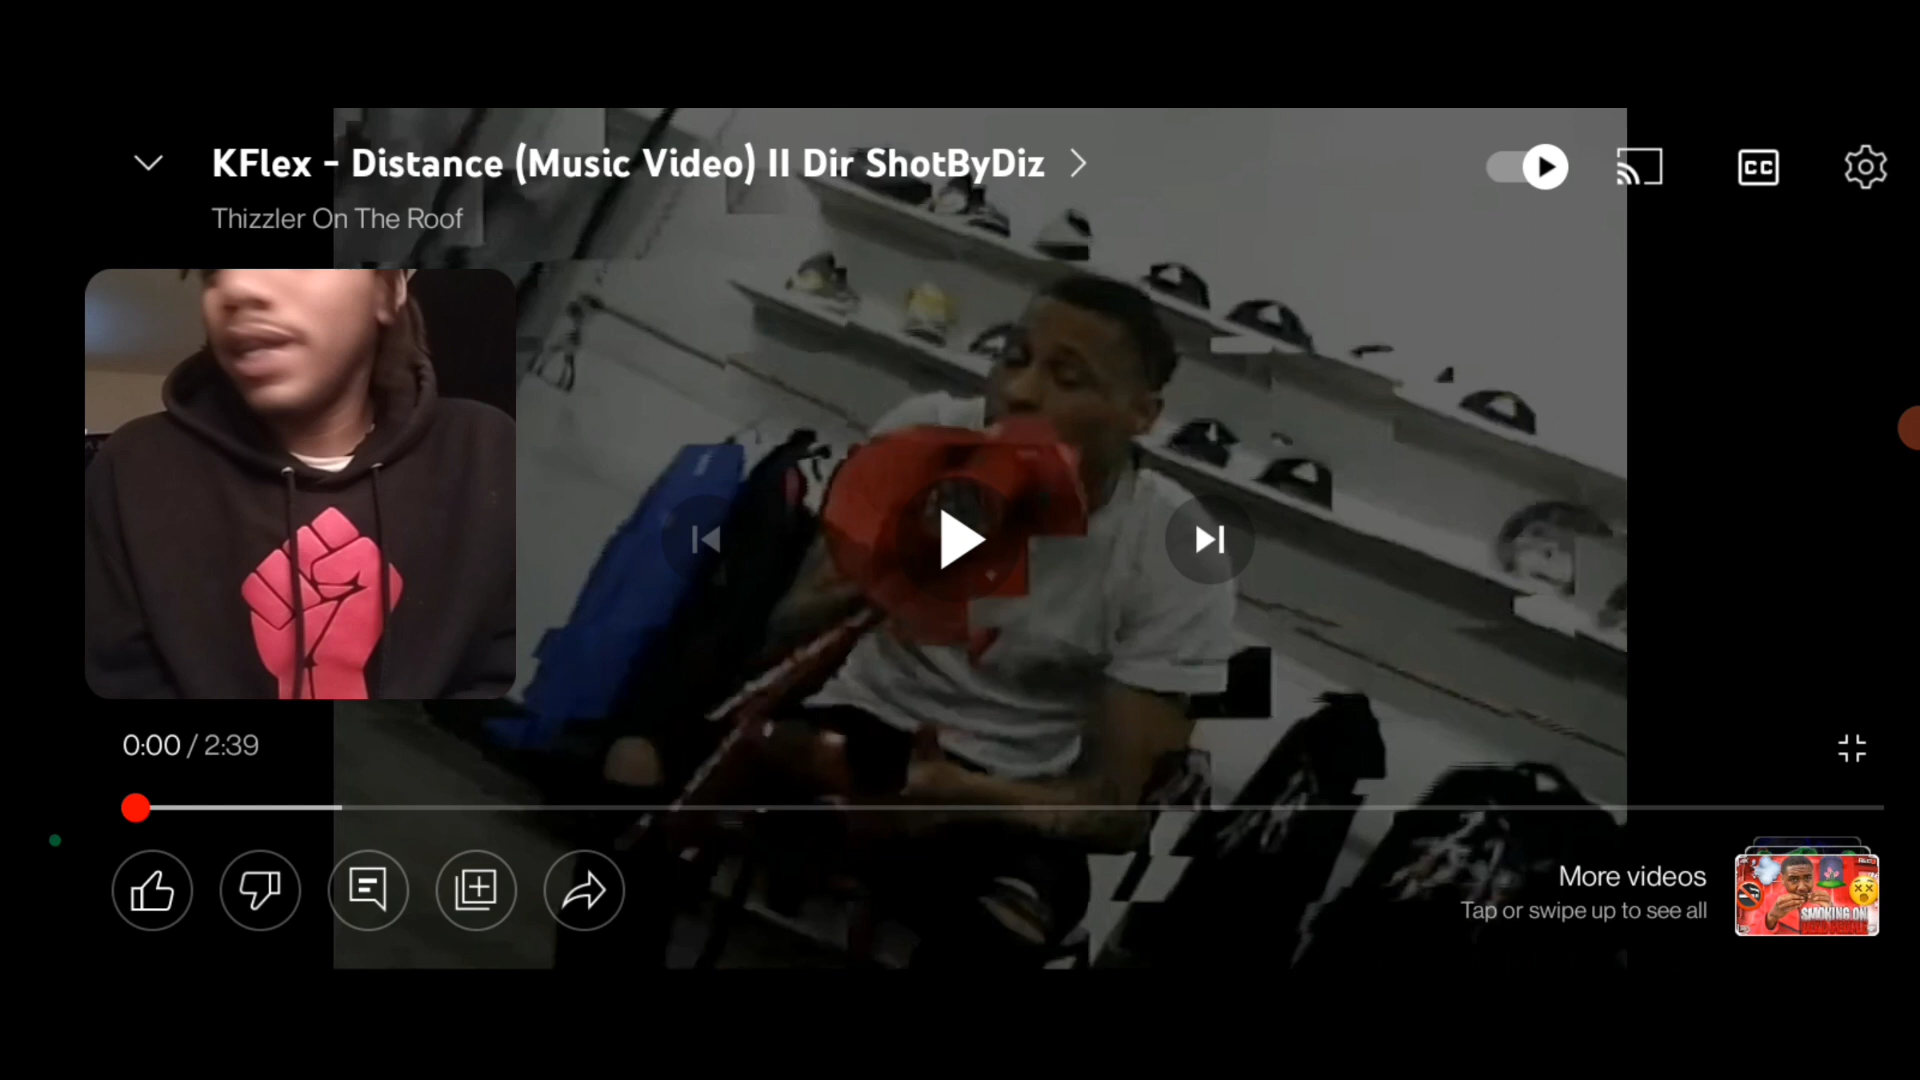 KFlex - Distance (Music Video) II Dir ShotByDiz
Thizzler On The Roof
CC
0:00 / 2:39
More videos
Tap or swipe up to see all
SMOKING ON